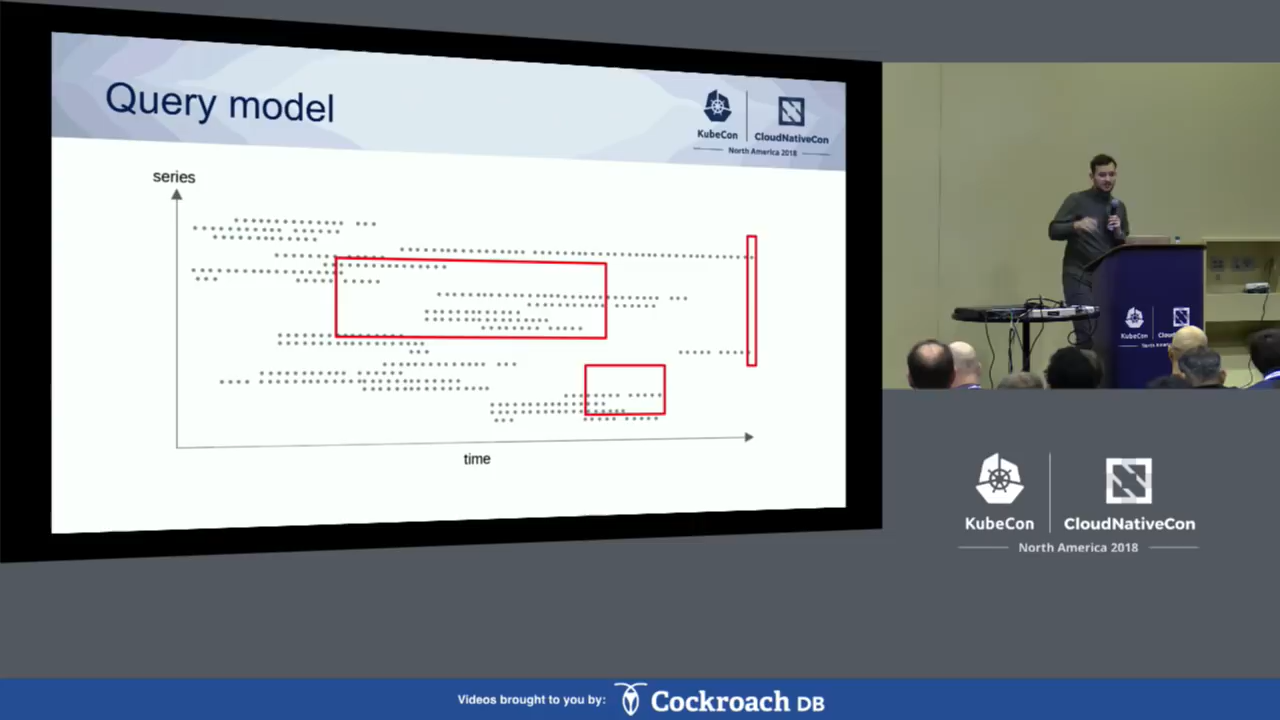 Query model
KubeCon
CloudNativeCon
North America 2018
series
time
KubeCon
KubeCon
CloudNativeCon
North America 2018
Videos brought to you by:
Cockroach DB